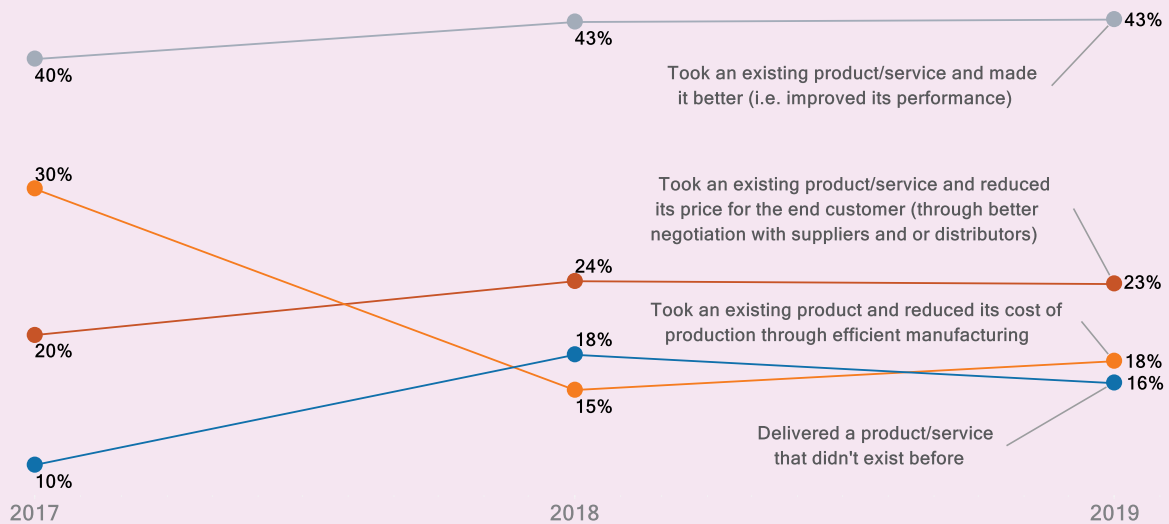 43%
43%
40%
Took an existing product/service and made
it better (i.e. improved its performance)
30%
Took an existing product/service and reduced
its price for the end customer (through better
negotiation with suppliers and or distributors)
24%
23%
20%
Took an existing product and reduced its cost of
production through efficient manufacturing
18%
18%
16%
15%
Delivered a product/service
that didn't exist before
10%
2017
2018
2019